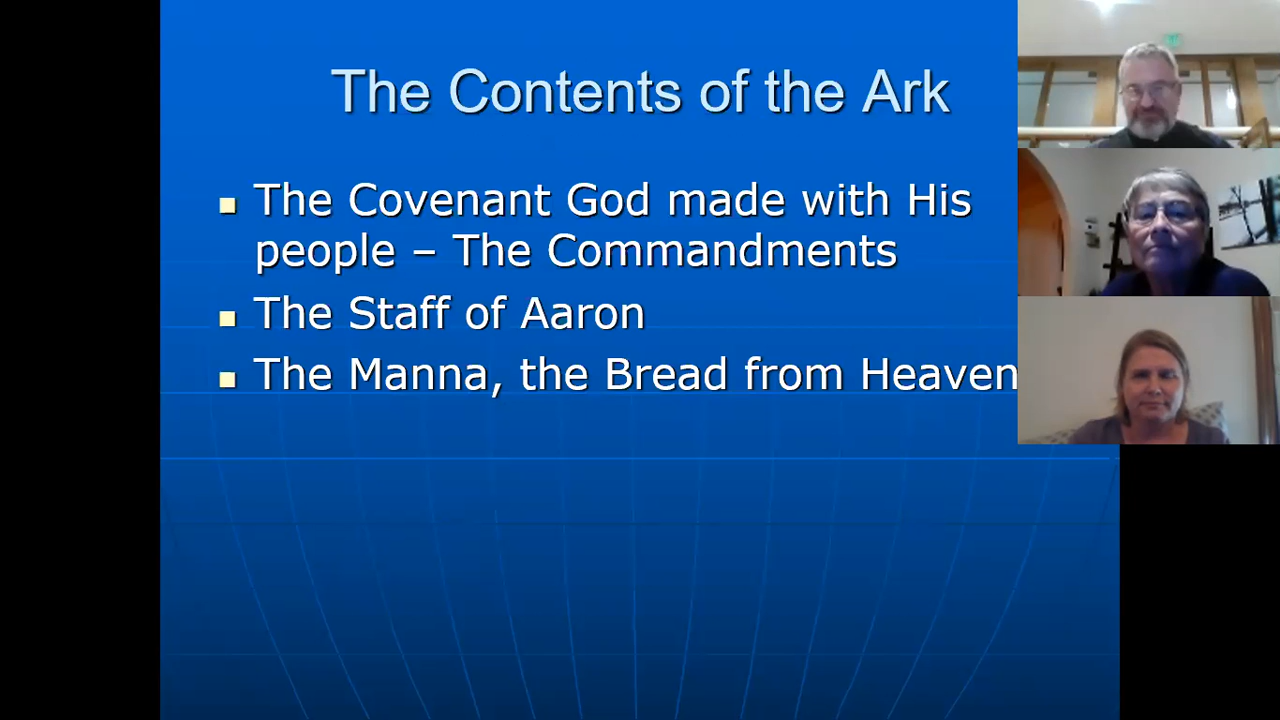 The Contents of the Ark
The Covenant God made with His
people – The Commandments
The Staff of Aaron
The Manna, the Bread from Heaven